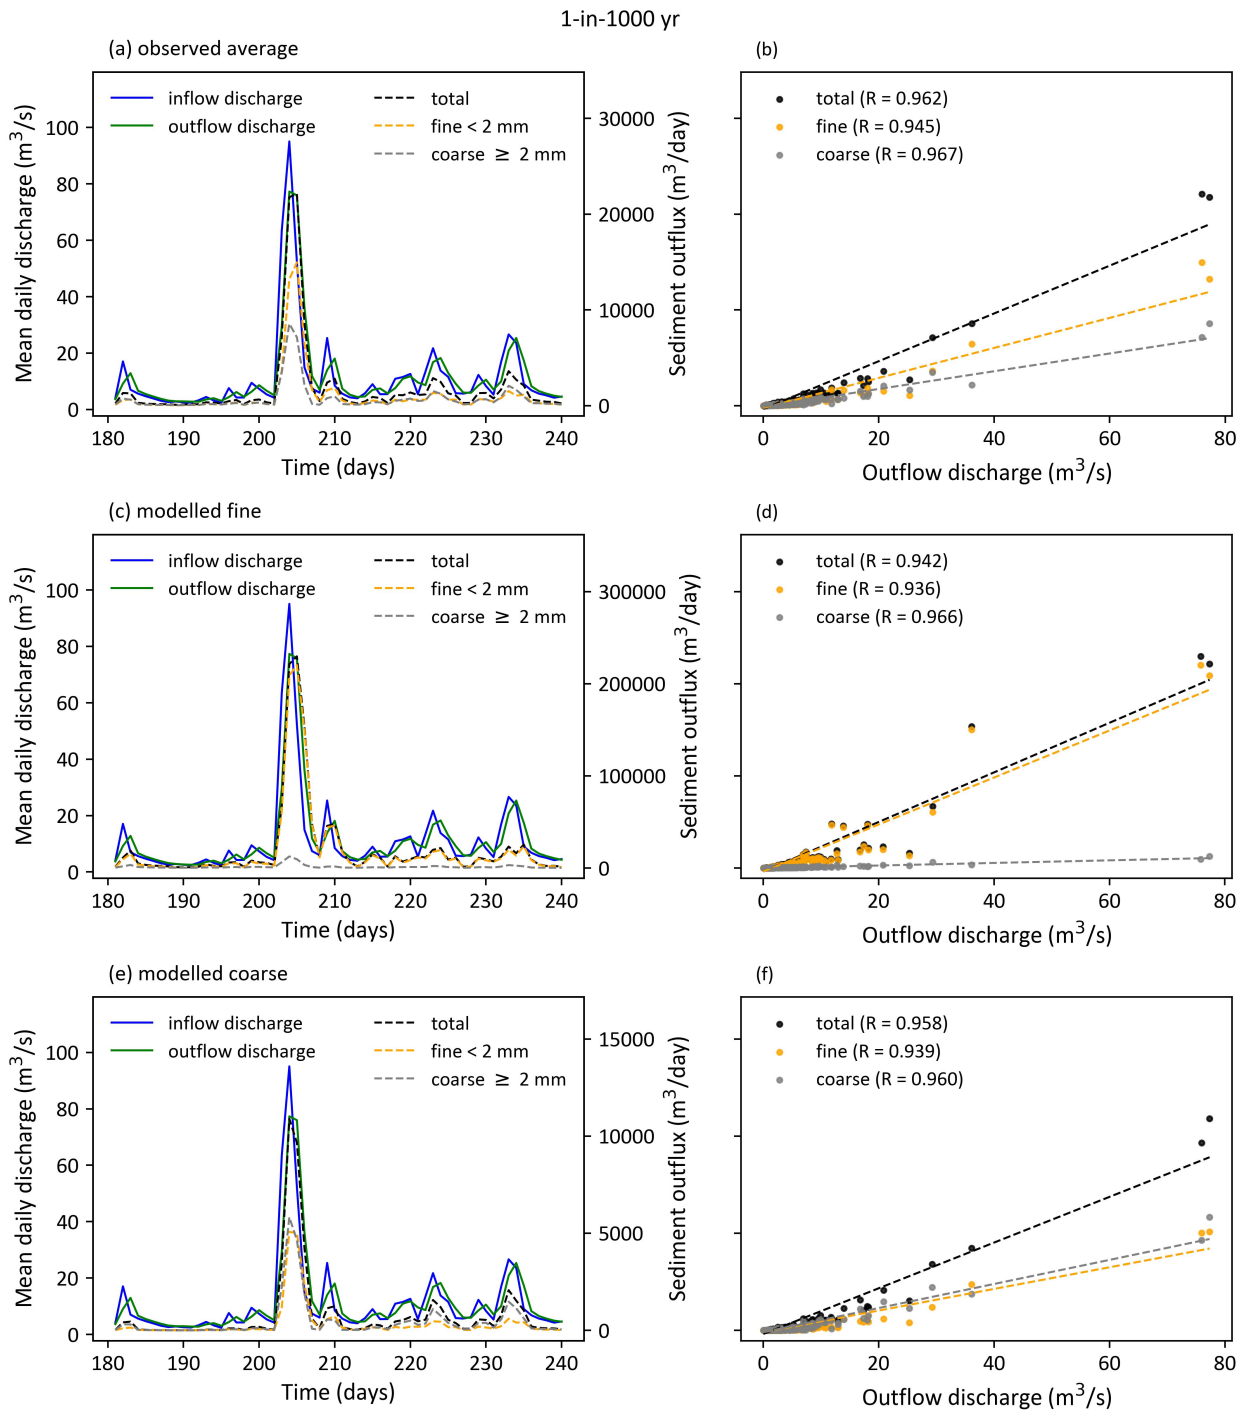 1-in-1000 yr
(a) observed average
(b)
inflow discharge
outflow discharge
total
fine < 2 mm
coarse ≥ 2 mm
Mean daily discharge (m³/s)
100
80
60
40
20
0
30000
20000
10000
0
180 190 200 210 220 230 240
Time (days)
Sediment outflux (m³/day)
total (R = 0.962)
fine (R = 0.945)
coarse (R = 0.967)
0 20 40 60 80
Outflow discharge (m³/s)
(c) modelled fine
(d)
inflow discharge
outflow discharge
total
fine < 2 mm
coarse ≥ 2 mm
Mean daily discharge (m³/s)
100
80
60
40
20
0
300000
200000
100000
0
180 190 200 210 220 230 240
Time (days)
Sediment outflux (m³/day)
total (R = 0.942)
fine (R = 0.936)
coarse (R = 0.966)
0 20 40 60 80
Outflow discharge (m³/s)
(e) modelled coarse
(f)
inflow discharge
outflow discharge
total
fine < 2 mm
coarse ≥ 2 mm
Mean daily discharge (m³/s)
100
80
60
40
20
0
15000
10000
5000
0
180 190 200 210 220 230 240
Time (days)
Sediment outflux (m³/day)
total (R = 0.958)
fine (R = 0.939)
coarse (R = 0.960)
0 20 40 60 80
Outflow discharge (m³/s)